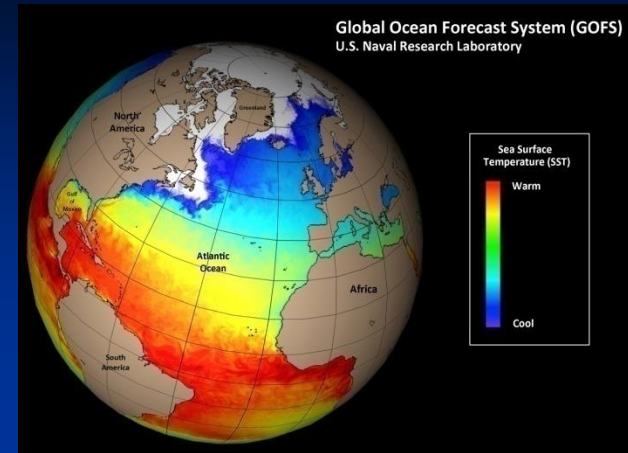 Global Ocean Forecast System (GOFS)
U.S. Naval Research Laboratory
Greenland
North
America
Sea Surface
Temperature (SST)
Warm
Gulf
of
Mexico
Atlantic
Ocean
Africa
Cool
South
America